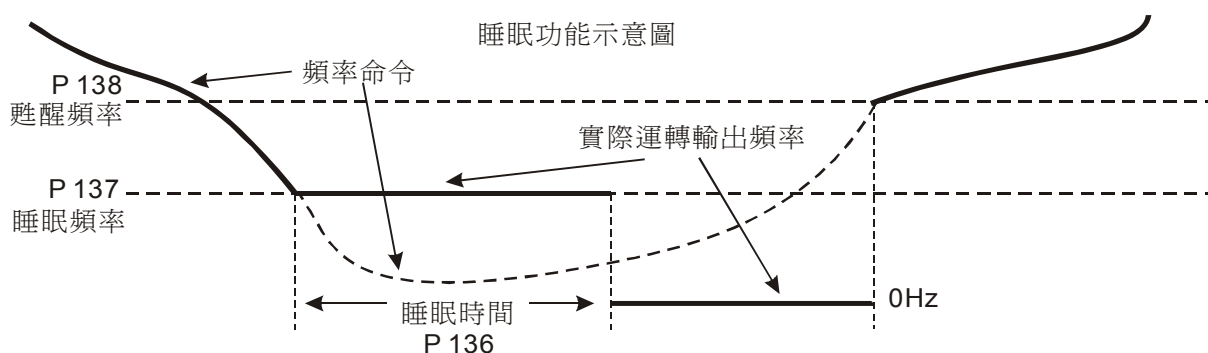 睡眠功能示意圖
頻率命令
P 138
甦醒頻率
實際運轉輸出頻率
P 137
睡眠頻率
0Hz
睡眠時間
P 136